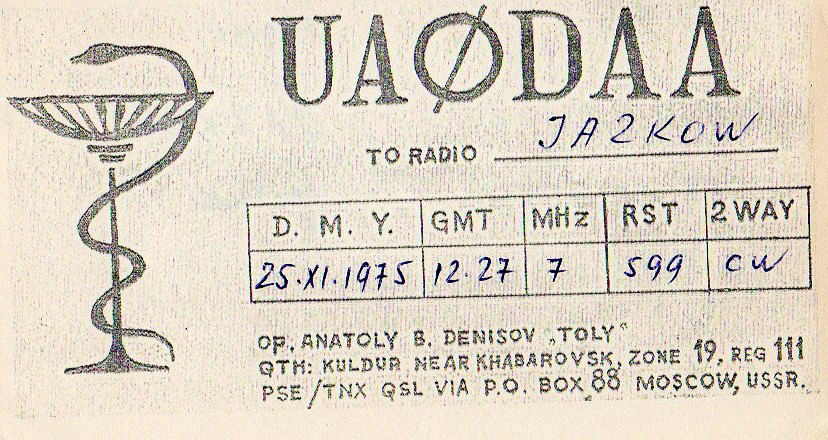 UAØDAA
TO RADIO JA2KOW
D. M. Y. GMT MHz RST 2WAY
25.XI.1975 12.27 7 599 CW
OP. ANATOLY B. DENISOV „TOLY“
QTH: KULDUR NEAR KHABAROVSK, ZONE 19, REG 111
PSE/TNX QSL VIA P.O. BOX 88 MOSCOW, USSR.